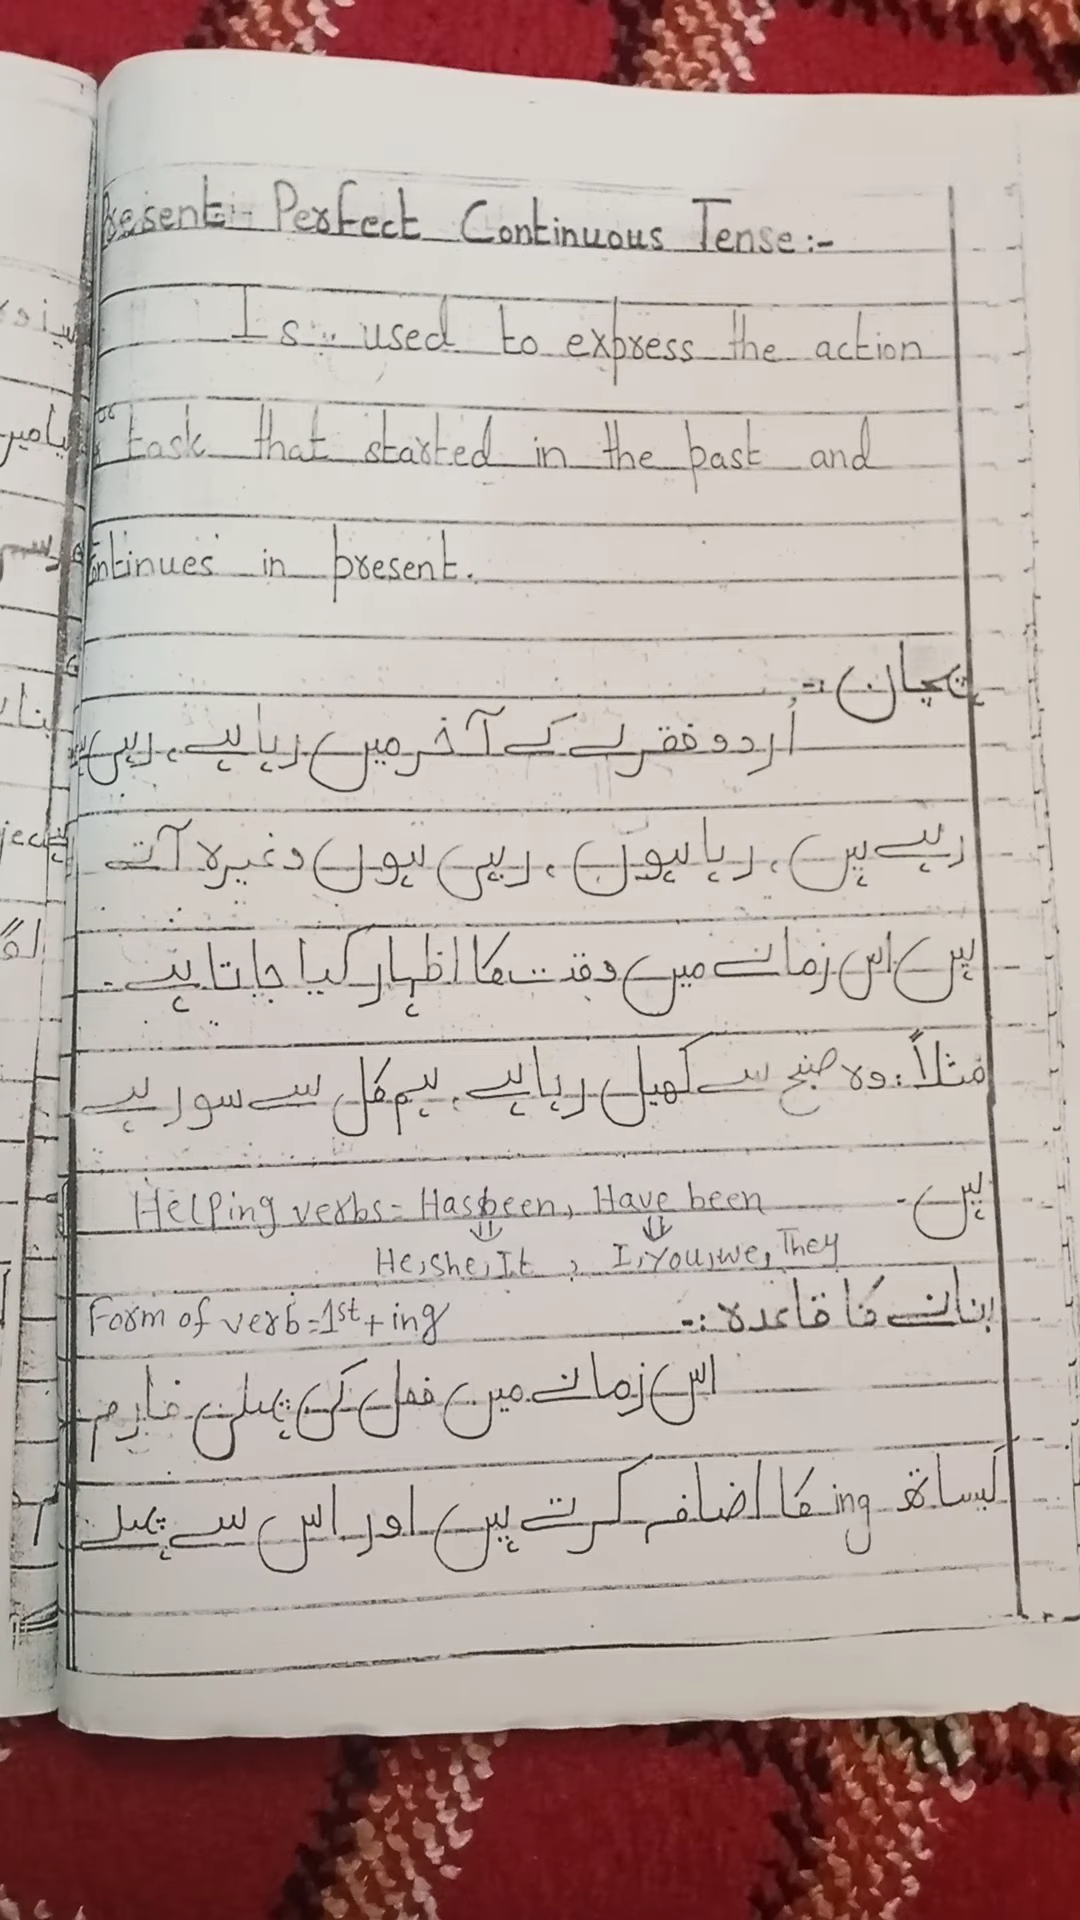 Present:- Perfect Continuous Tense:-
Is used to express the action
task that started in the past and
continues in present.
پہچان:-
اُردو فقرے کے آخر میں رہا ہے، رہی ہے
رہے ہیں، رہا ہوں، رہی ہوں وغیرہ آتے
ہیں اس زمانے میں وقت کا اظہار کیا جاتا ہے۔
مثلاً: وہ صبح سے کھیل رہا ہے، ہم کل سے سو رہے
ہیں۔
Helping verbs = Has been, Have been
⇓ ⇓
He, she, It , I, You, we, They
Form of verb = 1st + ing
بنانے کا قاعدہ:-
اس زمانے میں فعل کی پہلی فارم
کیساتھ ing کا اضافہ کرتے ہیں اور اس سے پہلے